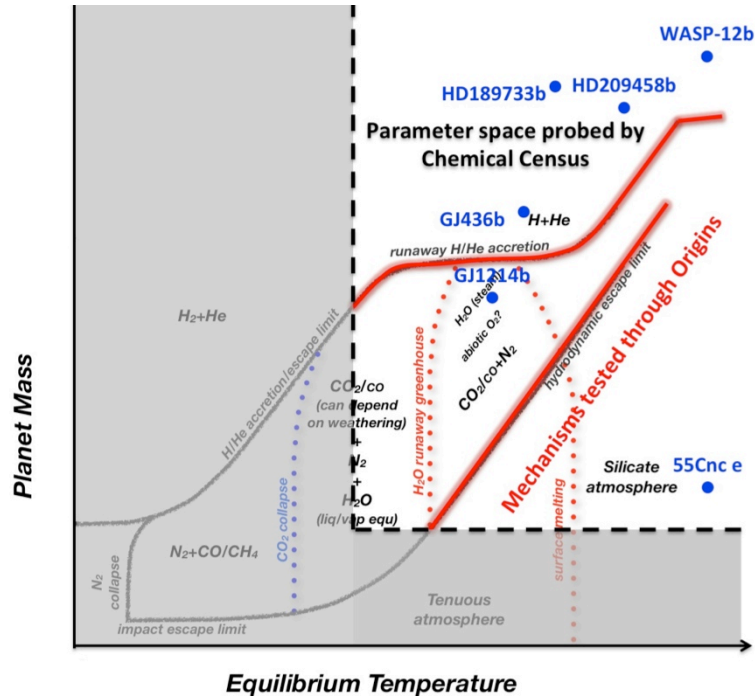 WASP-12b
HD189733b
HD209458b
Parameter space probed by
Chemical Census
GJ436b
H+He
runaway H/He accretion
GJ1214b
H₂O (steam)
abiotic O₂?
CO₂/co+N₂
H₂+He
H/He accretion/escape limit
CO₂/co
(can depend
on weathering)
+
N₂
+
H₂O
(liq/vap equ)
H₂O runaway greenhouse
hydrodynamic escape limit
Mechanisms tested through Origins
Silicate
atmosphere
55Cnc e
surface melting
CO₂ collapse
N₂+CO/CH₄
N₂
collapse
impact escape limit
Tenuous
atmosphere
Planet Mass
Equilibrium Temperature